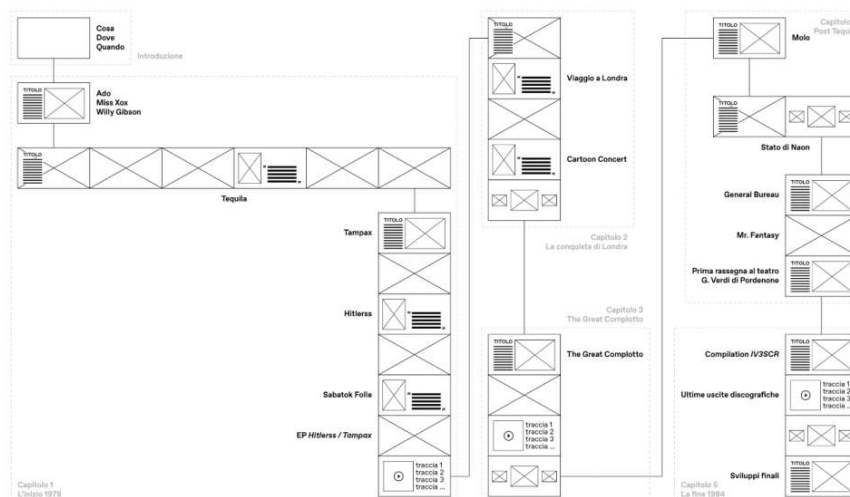 Cosa
Dove
Quando
Introduzione
TITOLO
Ado
Miss Xox
Willy Gibson
TITOLO
Tequila
TITOLO
Tampax
Hitlerss
Sabatok Folie
EP Hitlerss / Tampax
traccia 1
traccia 2
traccia 3
traccia ...
Capitolo 1
L'inizio 1978
TITOLO
Viaggio a Londra
Cartoon Concert
Capitolo 2
La conquista di Londra
Capitolo 3
The Great Complotto
TITOLO
The Great Complotto
traccia 1
traccia 2
traccia 3
traccia ...
Capitolo
Post Tequi
TITOLO
Molo
TITOLO
Stato di Naon
TITOLO
General Bureau
Mr. Fantasy
TITOLO
Prima rassegna al teatro
G. Verdi di Pordenone
TITOLO
Compilation IV3SCR
Ultime uscite discografiche
traccia 1
traccia 2
traccia 3
traccia ...
TITOLO
Sviluppi finali
Capitolo 5
La fine 1984